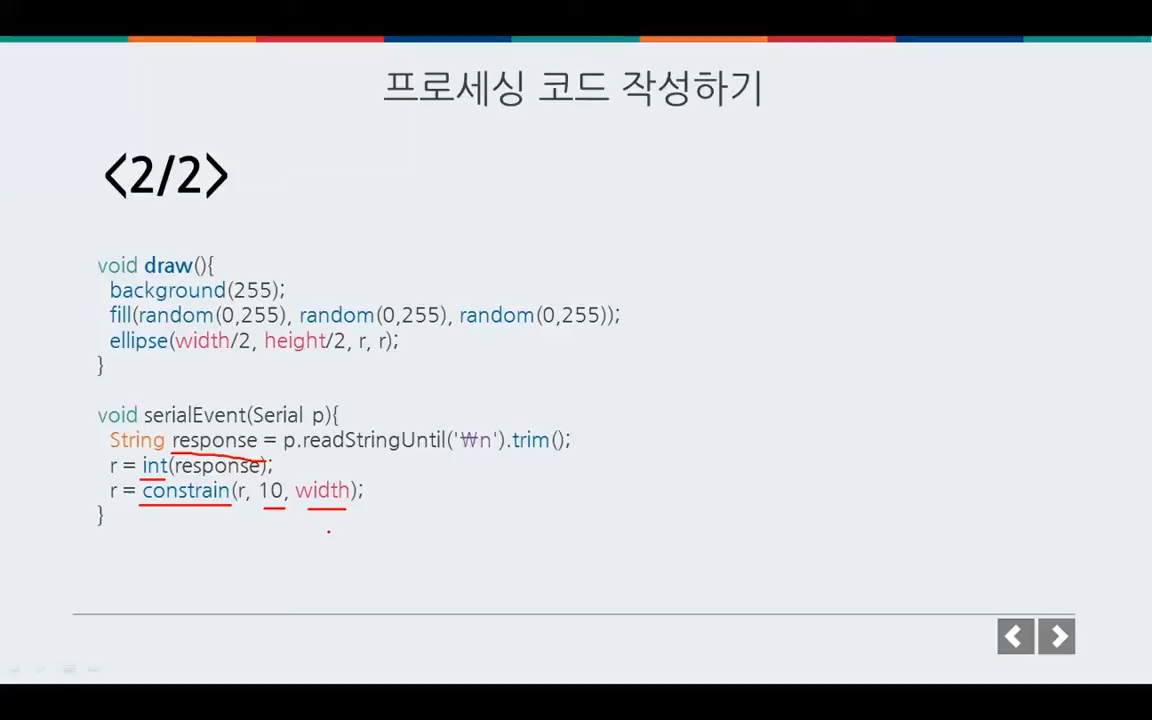 프로세싱 코드 작성하기
<2/2>
void draw(){
background(255);
fill(random(0,255), random(0,255), random(0,255));
ellipse(width/2, height/2, r, r);
}
void serialEvent(Serial p){
String response = p.readStringUntil('₩n').trim();
r = int(response);
r = constrain(r, 10, width);
}